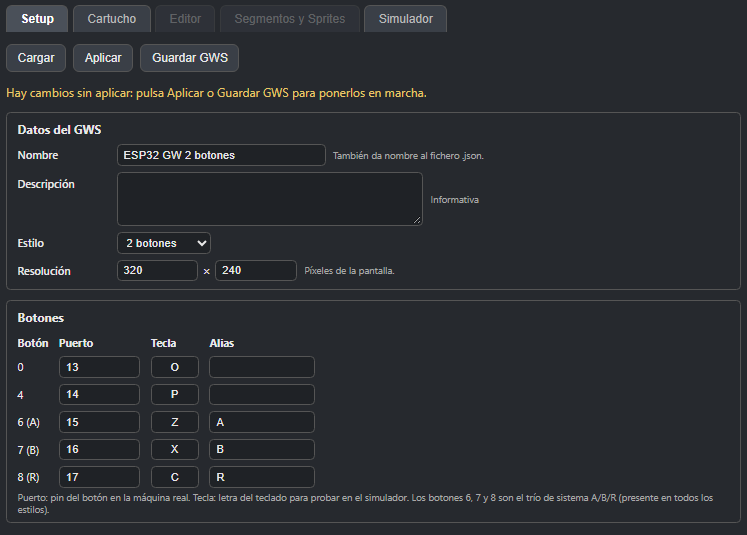 Setup Cartucho Editor Segmentos y Sprites Simulador
Cargar Aplicar Guardar GWS
Hay cambios sin aplicar: pulsa Aplicar o Guardar GWS para ponerlos en marcha.
Datos del GWS
Nombre ESP32 GW 2 botones También da nombre al fichero .json.
Descripción Informativa
Estilo 2 botones
Resolución 320 × 240 Píxeles de la pantalla.
Botones
Botón Puerto Tecla Alias
0 13 O
4 14 P
6 (A) 15 Z A
7 (B) 16 X B
8 (R) 17 C R
Puerto: pin del botón en la máquina real. Tecla: letra del teclado para probar en el simulador. Los botones 6, 7 y 8 son el trío de sistema A/B/R (presente en todos los
estilos).